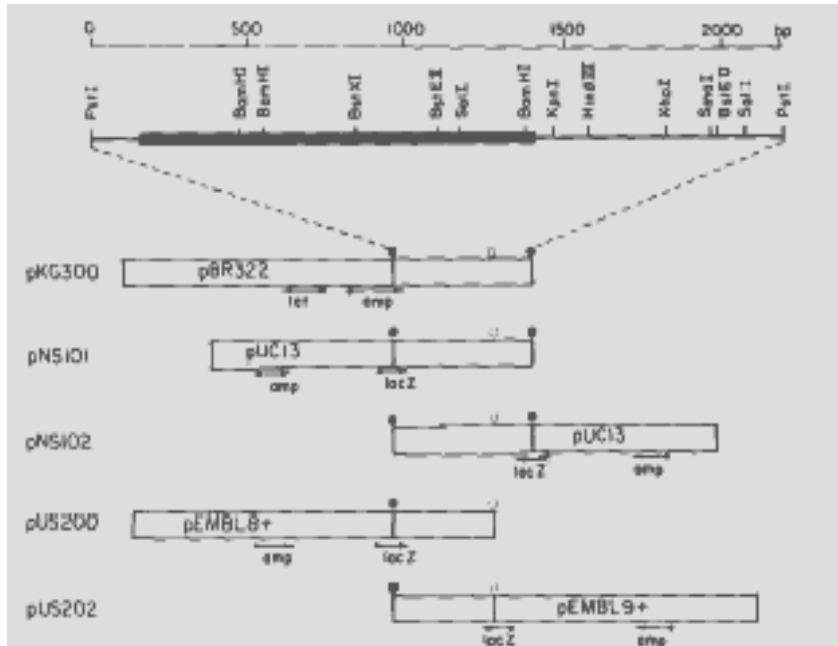 0 500 1000 1500 2000 bp
PstI BamHI BamHI BstXI BstEII SalI BamHI KpnI HindIII XhoI SmaI SalI PstI
pKG300 pBR322
tet amp
pNS101 pUC13
amp lacZ
pNS102 pUC13
lacZ amp
pUS200 pEMBL8+
amp lacZ
pUS202 pEMBL9+
lacZ amp